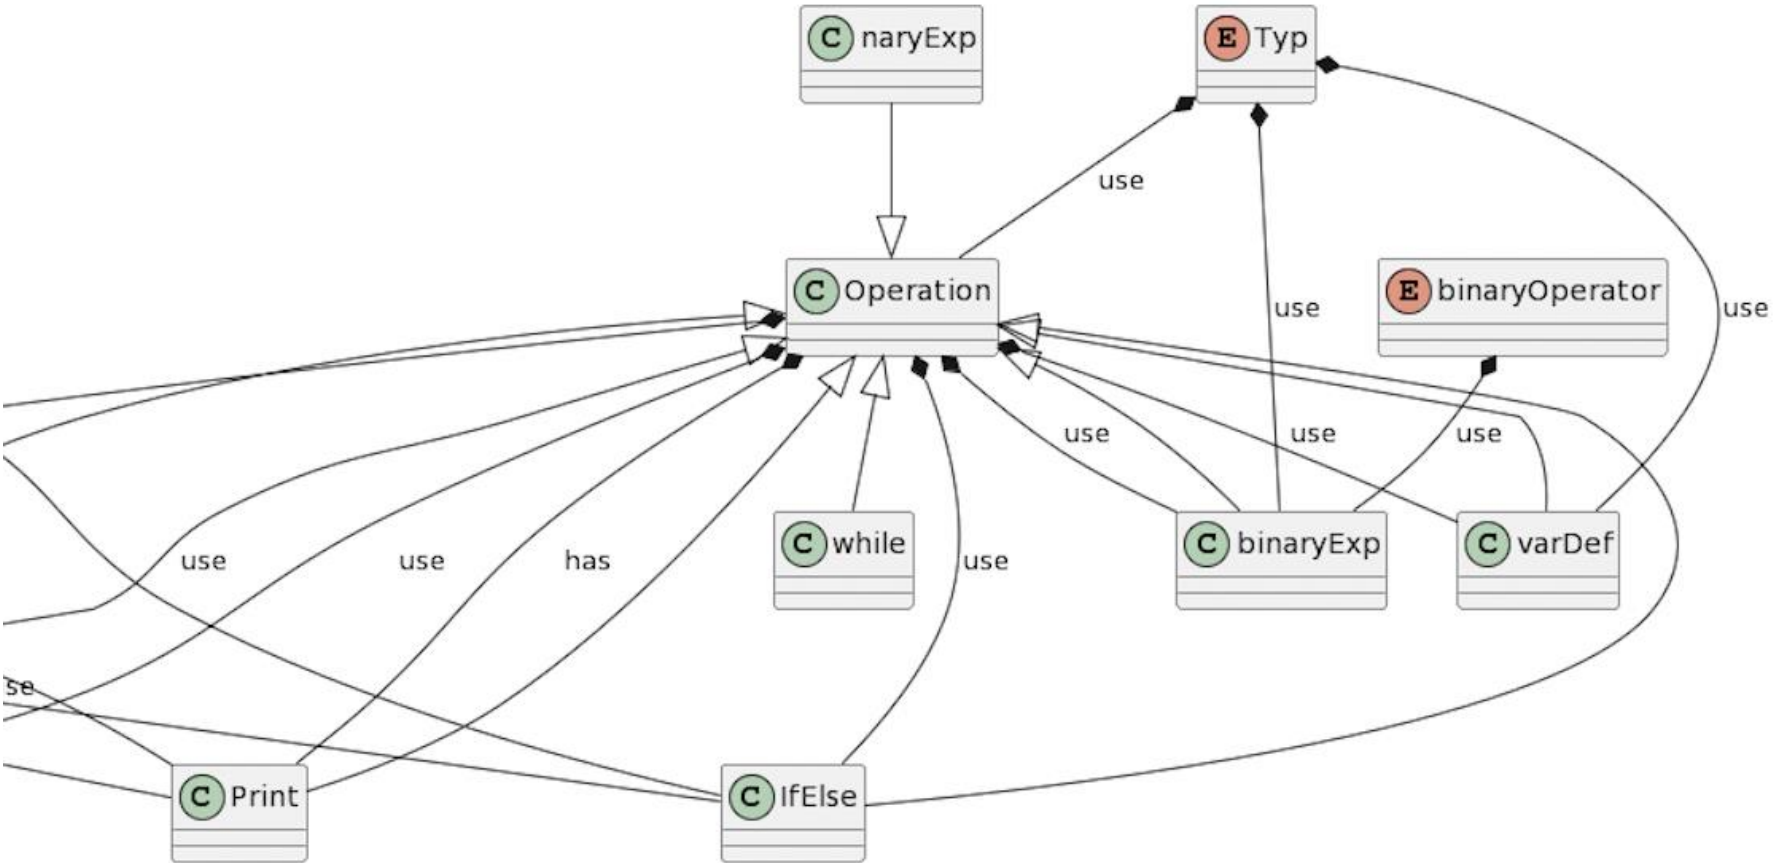 C naryExp
E Typ
use
C Operation
E binaryOperator
use
use
use
use
use
C while
C binaryExp
C varDef
use
use
has
use
se
C Print
C IfElse